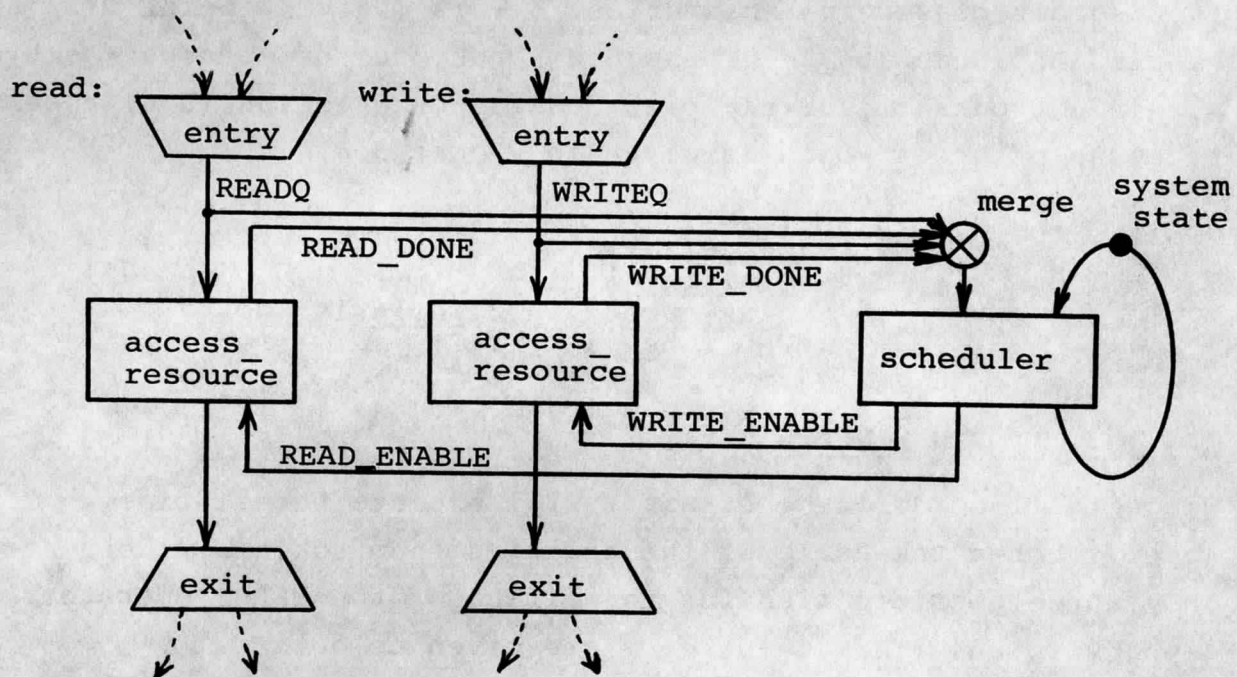 read:
entry
write:
entry
READQ
WRITEQ
merge
system
state
READ_DONE
WRITE_DONE
access_
resource
access_
resource
scheduler
WRITE_ENABLE
READ_ENABLE
exit
exit